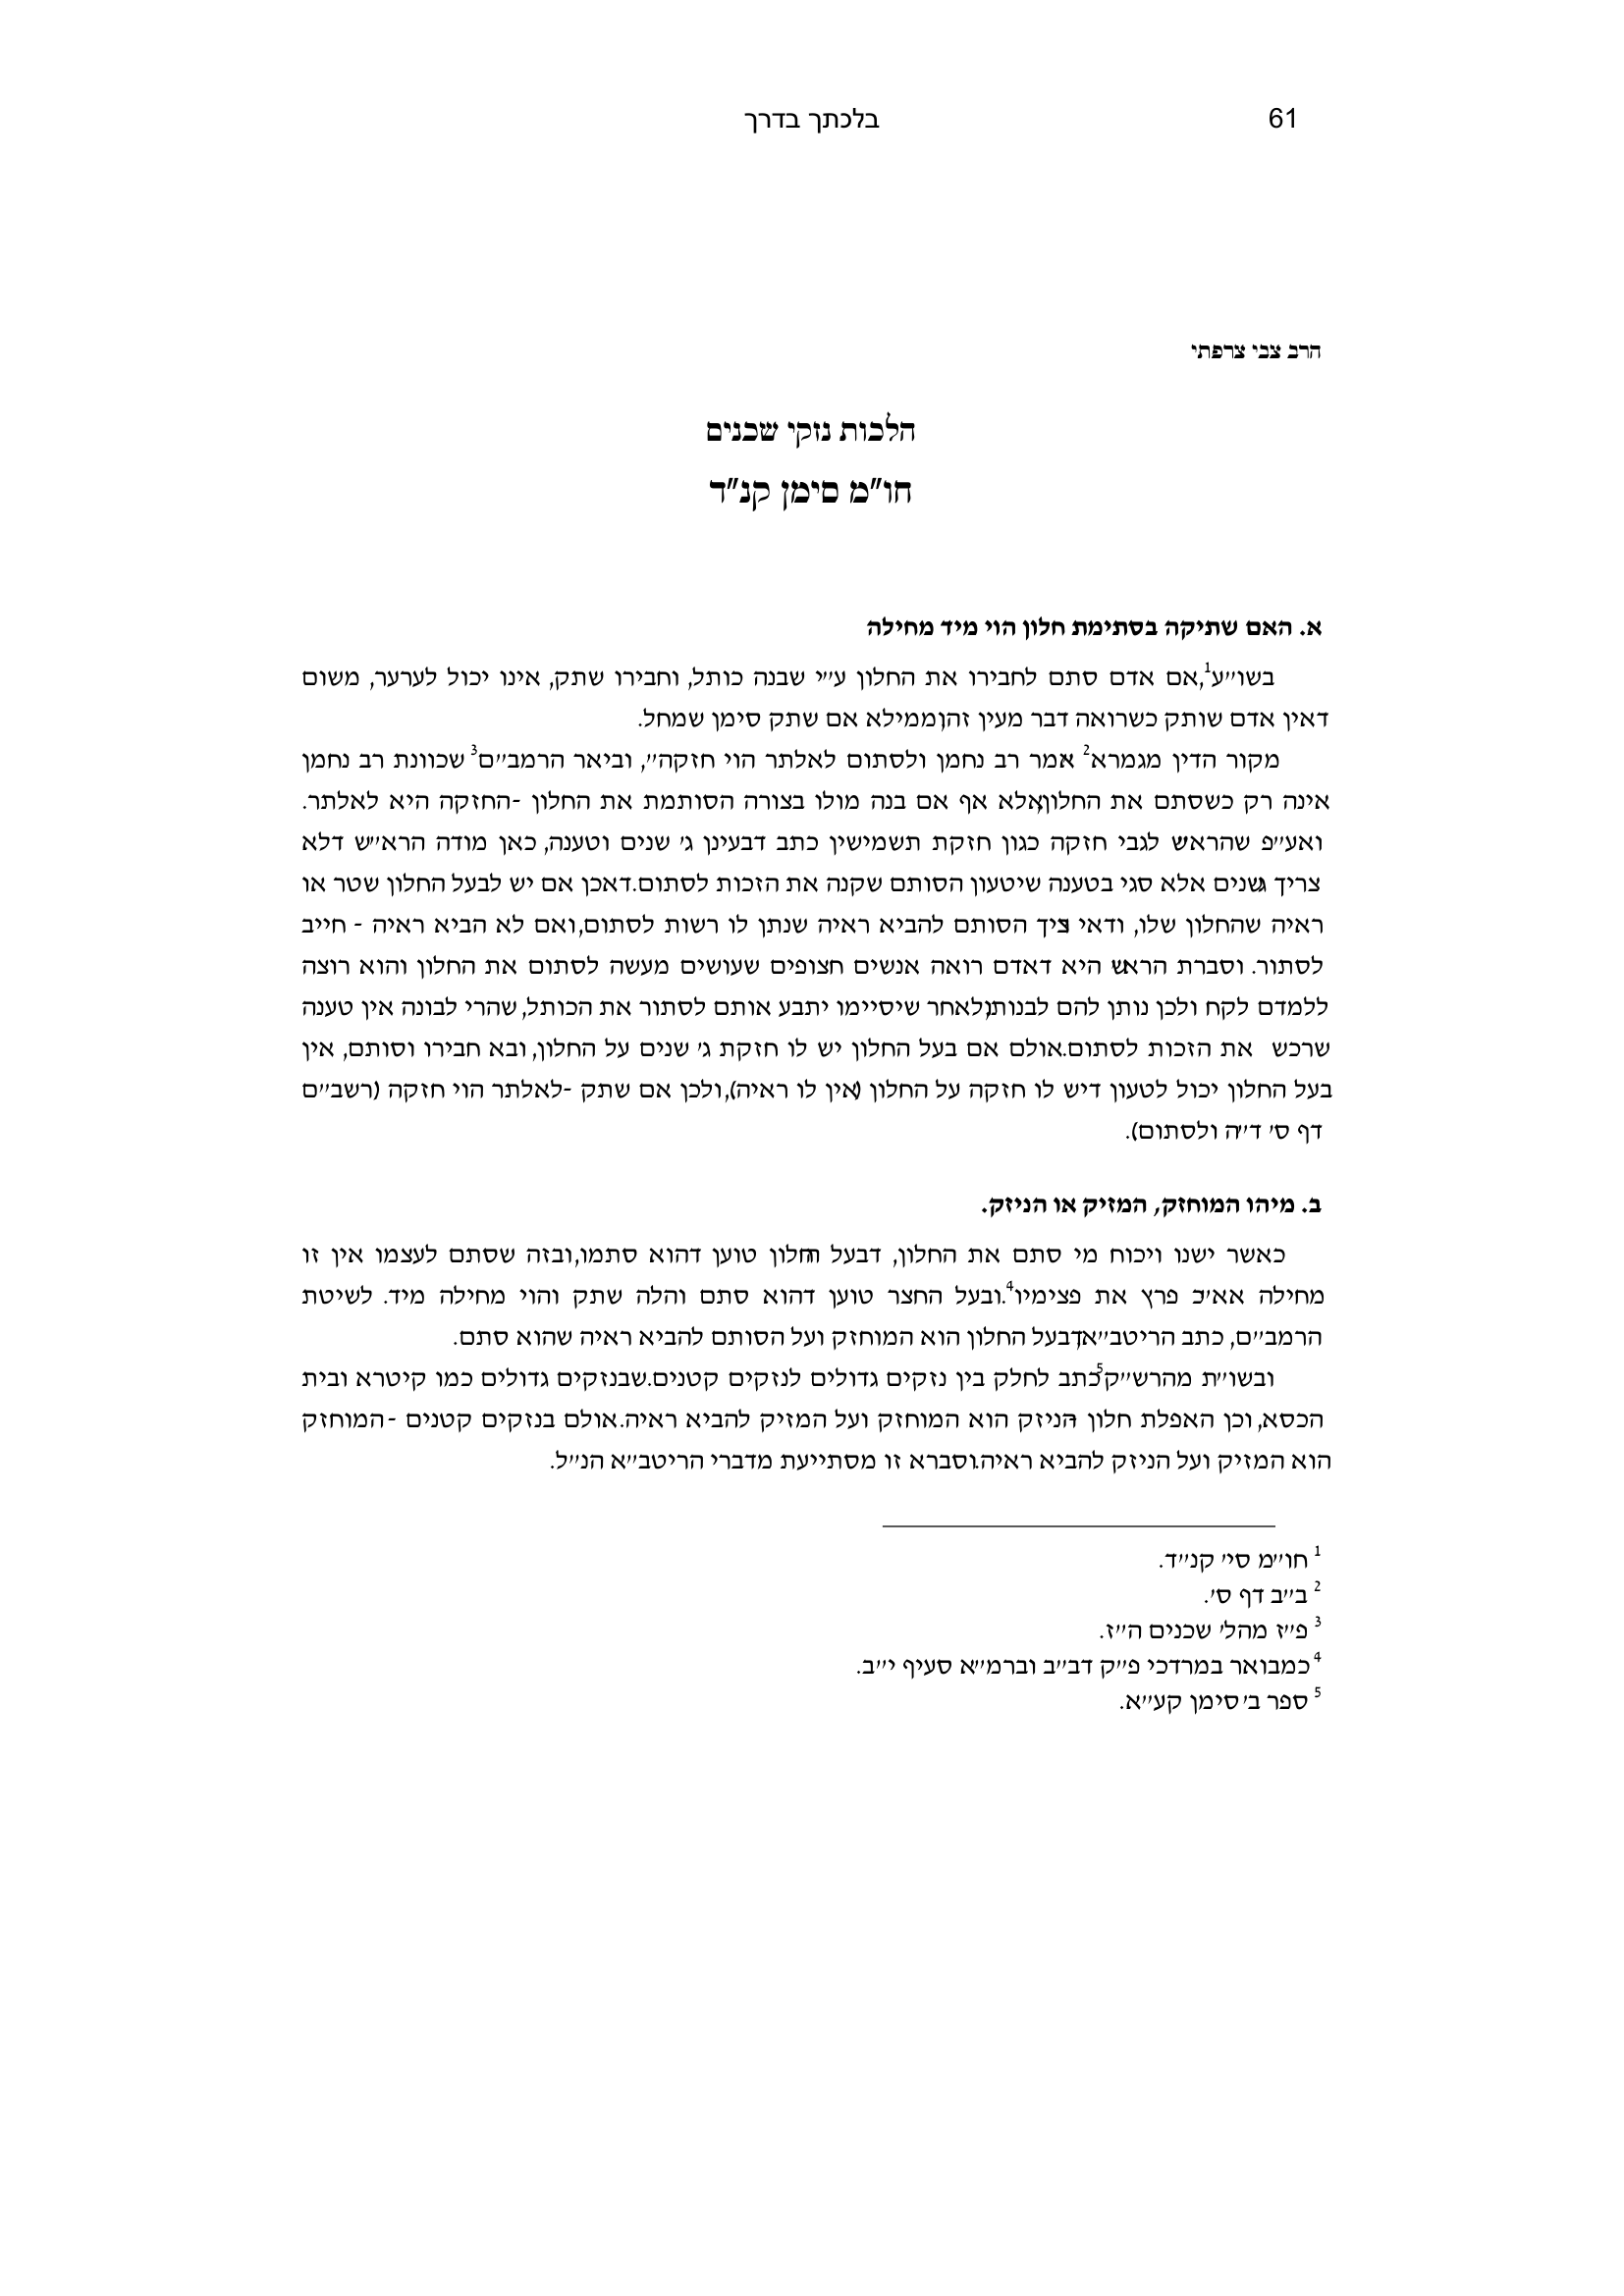 61 בלכתך בדרך
הרב צבי צרפתי
הלכות נזקי שכנים
חו"מ סימן קנ"ד
א. האם שתיקה בסתימת חלון הוי מיד מחילה
בשו"ע1, אם אדם סתם לחבירו את החלון ע"י שבנה כותל, וחבירו שתק, אינו יכול לערער, משום
דאין אדם שותק כשרואה דבר מעין זה, וממילא אם שתק סימן שמחל.
מקור הדין מגמרא2 אמר רב נחמן ולסתום לאלתר הוי חזקה", וביאר הרמב"ם3 שכוונת רב נחמן
אינה רק כשסתם את החלון, אלא אף אם בנה מולו בצורה הסותמת את החלון - החזקה היא לאלתר.
ואע"פ שהרא"ש לגבי חזקה כגון חזקת תשמישין כתב דבעינן ג' שנים וטענה, כאן מודה הרא"ש דלא
צריך ג' שנים אלא סגי בטענה שיטעון הסותם שקנה את הזכות לסתום. דאכן אם יש לבעל החלון שטר או
ראיה שהחלון שלו, ודאי צריך הסותם להביא ראיה שנתן לו רשות לסתום, ואם לא הביא ראיה - חייב
לסתור. וסברת הרא"ש היא דאדם רואה אנשים חצופים שעושים מעשה לסתום את החלון והוא רוצה
ללמדם לקח ולכן נותן להם לבנות, ולאחר שיסיימו יתבע אותם לסתור את הכותל, שהרי לבונה אין טענה
שרכש את הזכות לסתום. אולם אם בעל החלון יש לו חזקת ג' שנים על החלון, ובא חבירו וסותם, אין
בעל החלון יכול לטעון דיש לו חזקה על החלון (אין לו ראיה), ולכן אם שתק - לאלתר הוי חזקה (רשב"ם
דף ס' ד"ה ולסתום).
ב. מיהו המוחזק, המזיק או הניזק.
כאשר ישנו ויכוח מי סתם את החלון, דבעל החלון טוען דהוא סתמו, ובזה שסתם לעצמו אין זו
מחילה אא"כ פרץ את פצימיו4. ובעל החצר טוען דהוא סתם והלה שתק והוי מחילה מיד. לשיטת
הרמב"ם, כתב הריטב"א, דבעל החלון הוא המוחזק ועל הסותם להביא ראיה שהוא סתם.
ובשו"ת מהרש"ק5 כתב לחלק בין נזקים גדולים לנזקים קטנים. שבנזקים גדולים כמו קיטרא ובית
הכסא, וכן האפלת חלון - הניזק הוא המוחזק ועל המזיק להביא ראיה. אולם בנזקים קטנים - המוחזק
הוא המזיק ועל הניזק להביא ראיה. וסברא זו מסתייעת מדברי הריטב"א הנ"ל.
1 חו"מ סי' קנ"ד.
2 ב"ב דף ס'.
3 פ"ז מהל' שכנים ה"ז.
4 כמבואר במרדכי פ"ק דב"ב וברמ"א סעיף י"ב.
5 ספר ב' סימן קע"א.